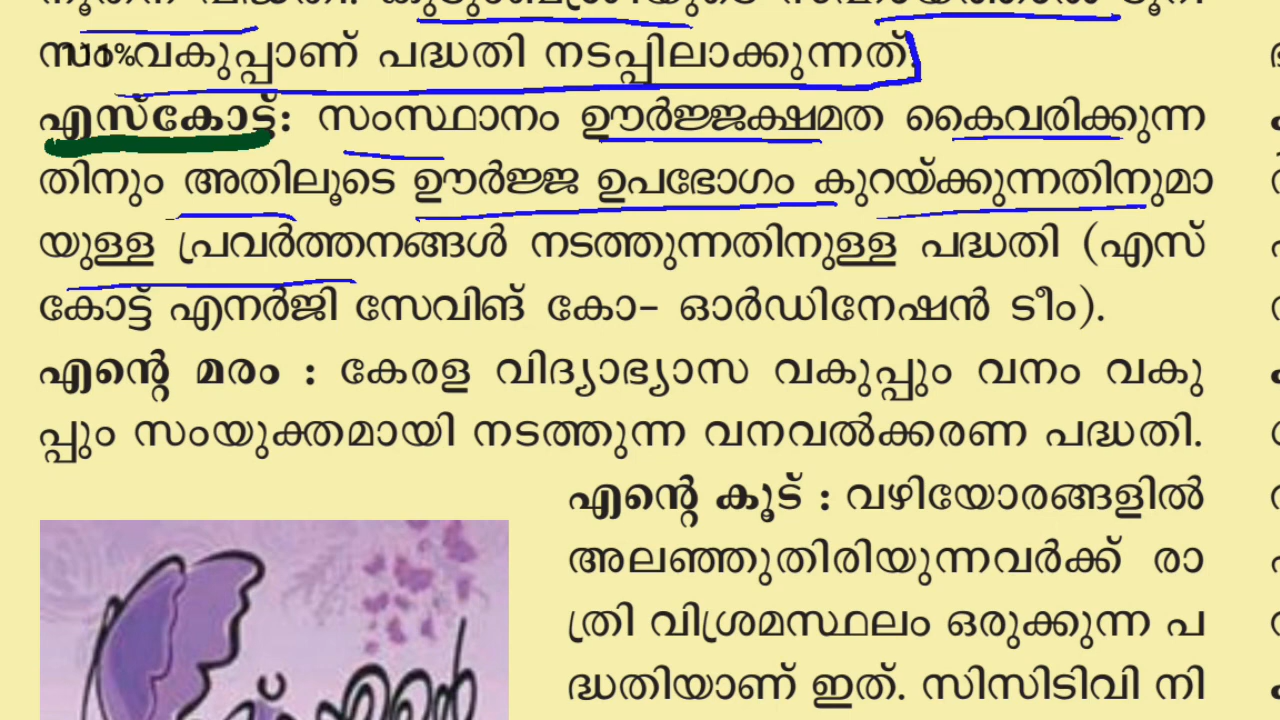 വകുപ്പാണ് പദ്ധതി നടപ്പിലാക്കുന്നത്.
എസ്കോട്ട്: സംസ്ഥാനം ഊർജ്ജക്ഷമത കൈവരിക്കുന്ന
തിനും അതിലൂടെ ഊർജ്ജ ഉപഭോഗം കുറയ്ക്കുന്നതിനുമാ
യുള്ള പ്രവർത്തനങ്ങൾ നടത്തുന്നതിനുള്ള പദ്ധതി (എസ്
കോട്ട് എനർജി സേവിങ് കോ- ഓർഡിനേഷൻ ടീം).
എന്റെ മരം : കേരള വിദ്യാഭ്യാസ വകുപ്പും വനം വകു
പ്പും സംയുക്തമായി നടത്തുന്ന വനവൽക്കരണ പദ്ധതി.
എന്റെ കൂട് : വഴിയോരങ്ങളിൽ
അലഞ്ഞുതിരിയുന്നവർക്ക് രാ
ത്രി വിശ്രമസ്ഥലം ഒരുക്കുന്ന പ
ദ്ധതിയാണ് ഇത്. സിസിടിവി നി